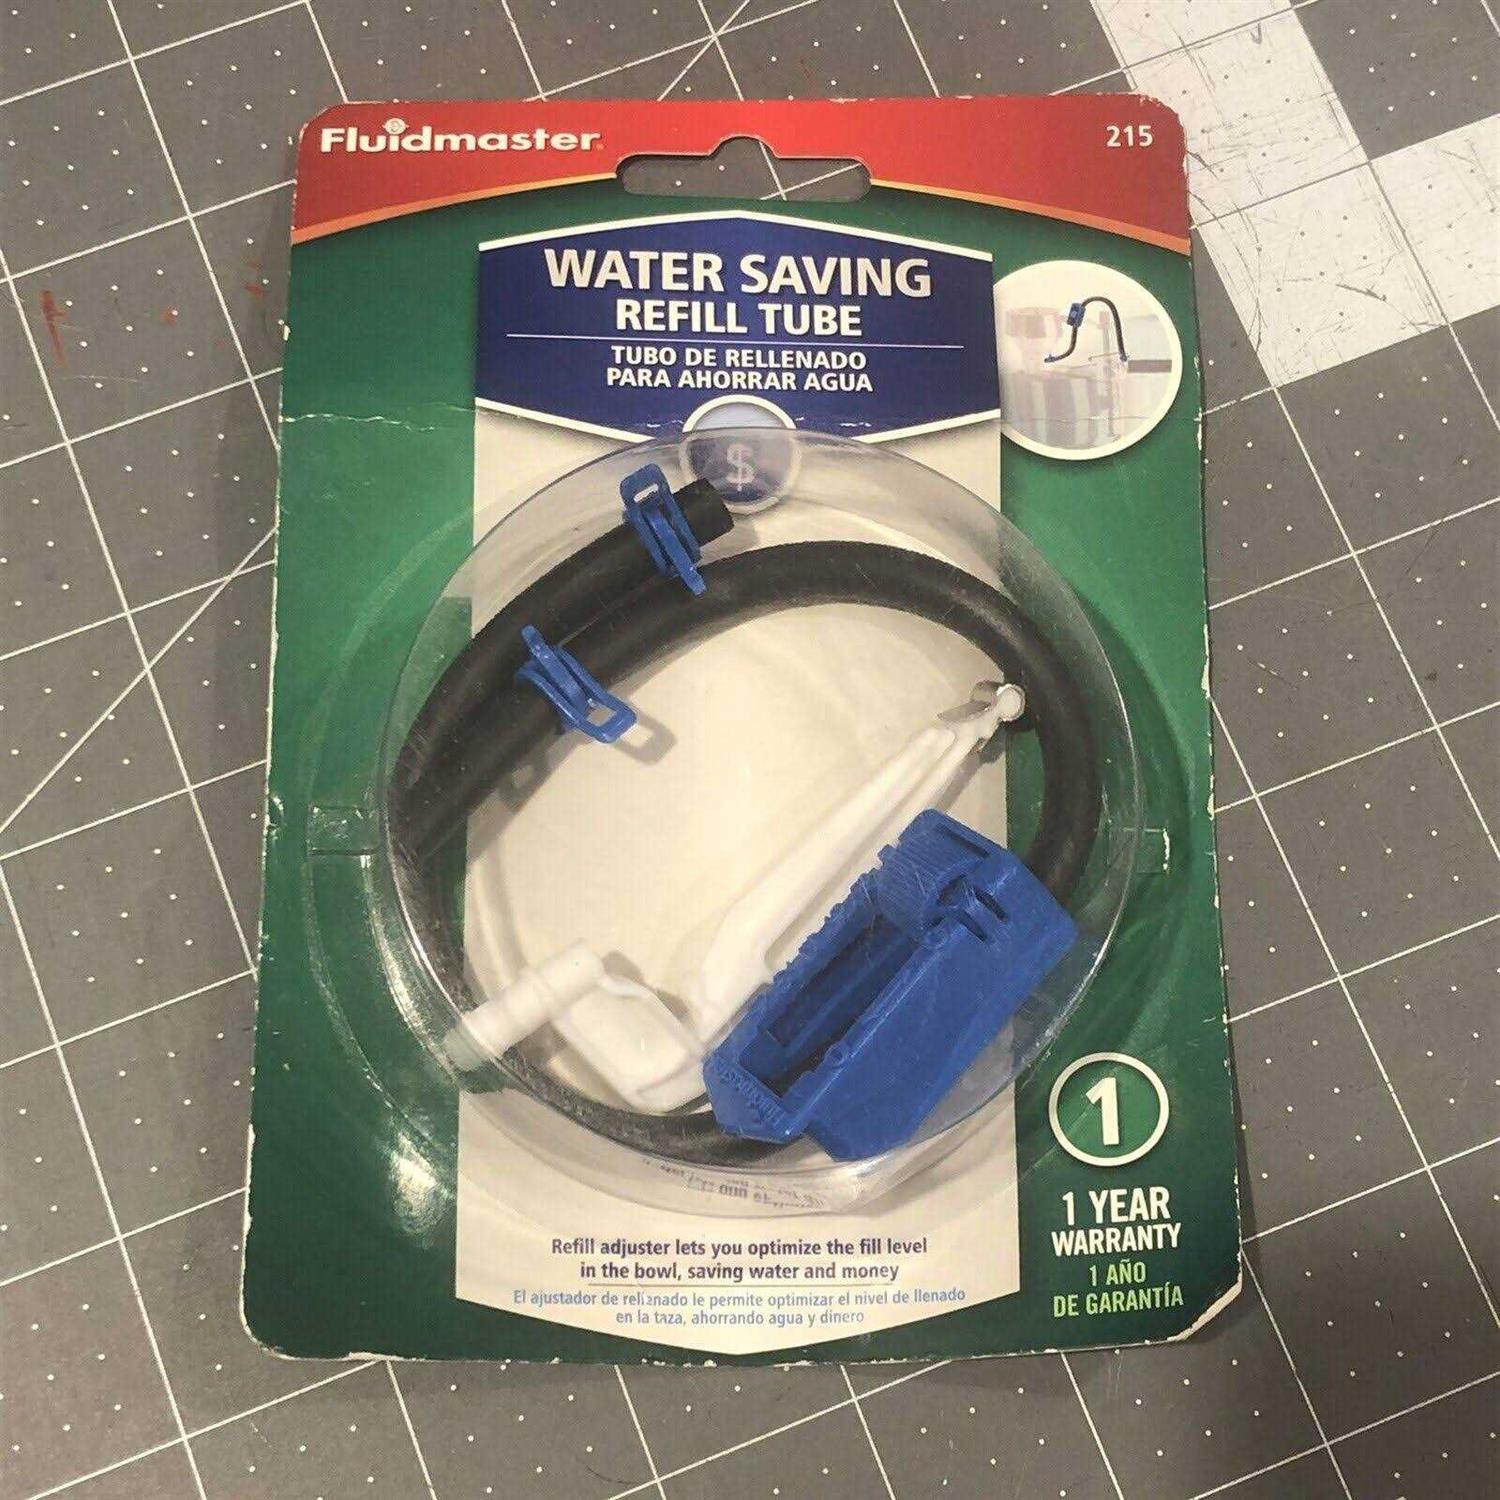 Fluidmaster
215
WATER SAVING
REFILL TUBE
TUBO DE RELLENADO
PARA AHORRAR AGUA
$
1
1 YEAR
WARRANTY
1 AÑO
DE GARANTÍA
Refill adjuster lets you optimize the fill level
in the bowl, saving water and money
El ajustador de rellenado le permite optimizar el nivel de llenado
en la taza, ahorrando agua y dinero